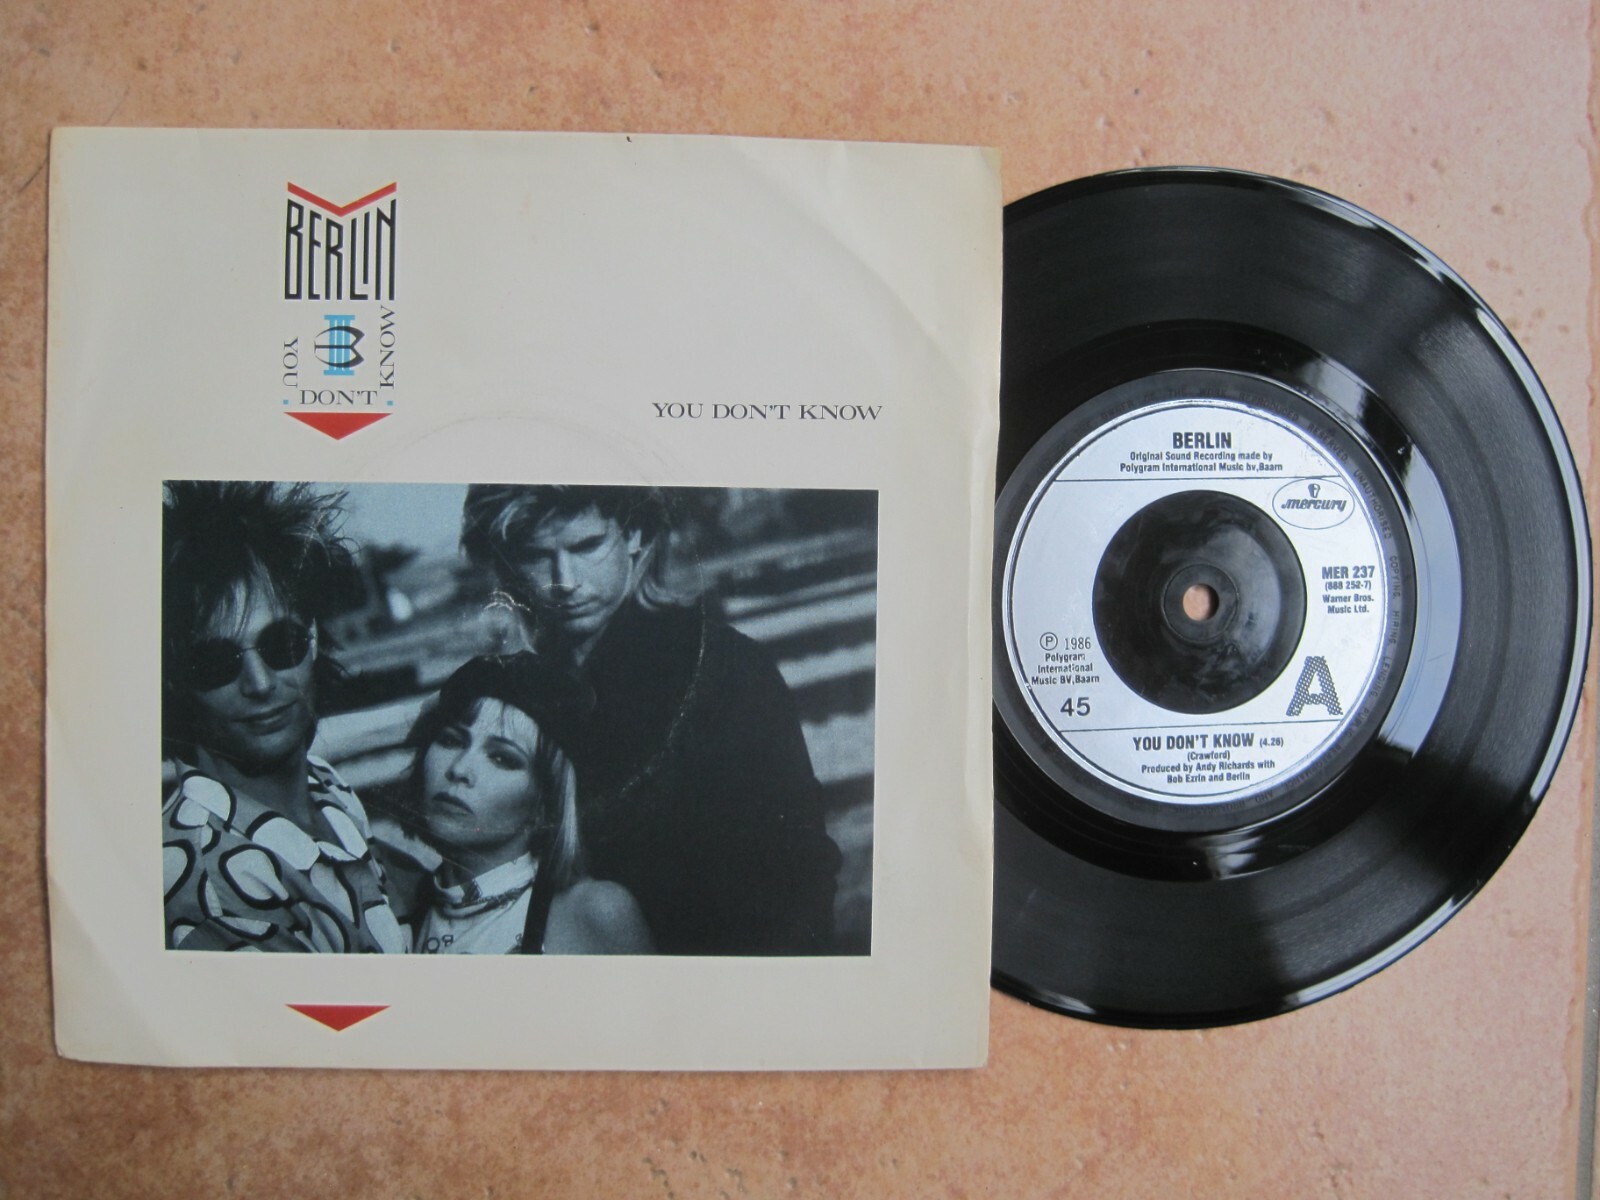 BERLIN
YOU
DON'T
KNOW
YOU DON'T KNOW
BERLIN
Original Sound Recording made by
Polygram International Music bv,Baarn
mercury
MER 237
(888 252-7)
Warner Bros.
Music Ltd.
Ⓟ 1986
Polygram
International
Music BV,Baarn
45
A
YOU DON'T KNOW (4.26)
(Crawford)
Produced by Andy Richards with
Bob Ezrin and Berlin